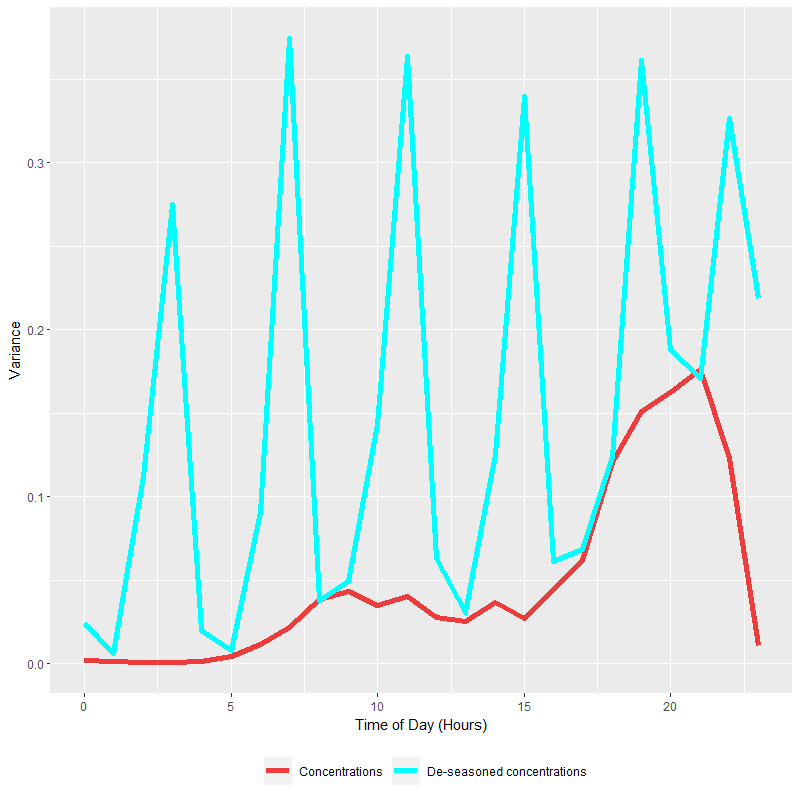 0.3
0.2
0.1
0.0
Variance
0 5 10 15 20
Time of Day (Hours)
Concentrations De-seasoned concentrations